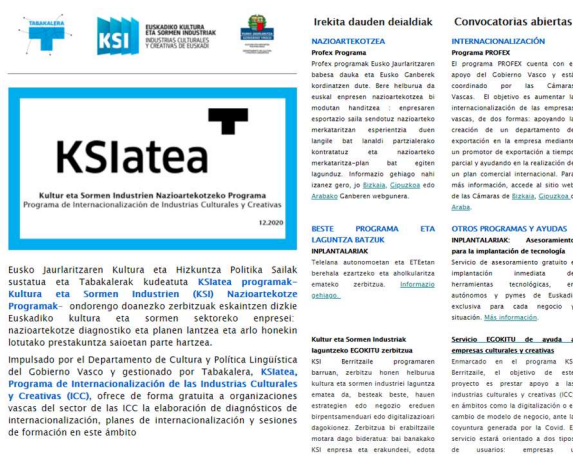 TABAKALERA
KSI
EUSKADIKO KULTURA
ETA SORMEN INDUSTRIAK
INDUSTRIAS CULTURALES
Y CREATIVAS DE EUSKADI
KSIatea
Kultur eta Sormen Industrien Nazioartekotzeko Programa
Programa de Internacionalización de Industrias Culturales y Creativas
12.2020
Eusko Jaurlaritzaren Kultura eta Hizkuntza Politika Sailak
sustatua eta Tabakalerak kudeatuta KSIatea programak-
Kultura eta Sormen Industrien (KSI) Nazioartekotze
Programak- ondorengo doanezko zerbitzuak eskaintzen dizkie
Euskadiko kultura eta sormen sektoreko enpresei:
nazioartekotze diagnostiko eta planen lantzea eta arlo honekin
lotutako prestakuntza saioetan parte hartzea.
Impulsado por el Departamento de Cultura y Política Lingüística
del Gobierno Vasco y gestionado por Tabakalera, KSIatea,
Programa de Internacionalización de las Industrias Culturales
y Creativas (ICC), ofrece de forma gratuita a organizaciones
vascas del sector de las ICC la elaboración de diagnósticos de
internacionalización, planes de internacionalización y sesiones
de formación en este ámbito
Irekita dauden deialdiak
NAZIOARTEKOTZEA
Profex Programa
Profex programak Eusko Jaurlaritzaren
babesa dauka eta Eusko Ganberek
kordinatzen dute. Bere helburua da
euskal enpresen nazioartekotzea bi
modutan handitzea : enpresaren
esportazio saila sendotuz nazioarteko
merkataritzan esperientzia duen
langile bat lanaldi partzialerako
kontratatuz eta nazioarteko
merkataritza-plan bat egiten
lagunduz. Informazio gehiago nahi
izanez gero, jo Bizkaia, Gipuzkoa edo
Arabako Ganberen webgunera.
BESTE PROGRAMA ETA
LAGUNTZA BATZUK
INPLANTALARIAK
Telelana autonomoetan eta ETEetan
berehala ezartzeko eta aholkularitza
emateko zerbitzua. Informazio
gehiago.
Kultur eta Sormen Industriak
laguntzeko EGOKITU zerbitzua
KSI Berritzaile programaren
barruan, zerbitzu honen helburua
kultura eta sormen industriei laguntza
ematea da, besteak beste, hauen
estrategien edo negozio ereduen
birpentsamenduari edo digitalizazioari
dagokionez. Zerbitzua bi erabiltzaile
motara dago bideratua: bai banakako
KSI enpresa eta erakundeei, edota
Convocatorias abiertas
INTERNACIONALIZACIÓN
Programa PROFEX
El programa PROFEX cuenta con e
apoyo del Gobierno Vasco y está
coordinado por las Cámaras
Vascas. El objetivo es aumentar la
internacionalización de las empresas
vascas, de dos formas: apoyando la
creación de un departamento de
exportación en la empresa mediante
un promotor de exportación a tiempo
parcial y ayudando en la realización de
un plan comercial internacional. Para
más información, accede al sitio web
de las Cámaras de Bizkaia, Gipuzkoa o
Araba.
OTROS PROGRAMAS Y AYUDAS
INPLANTALARIAK: Asesoramiento
para la implantación de tecnología
Servicio de asesoramiento gratuito e
implantación inmediata de
herramientas tecnológicas, en
autónomos y pymes de Euskadi
exclusiva para cada negocio y
situación. Más información.
Servicio EGOKITU de ayuda a
empresas culturales y creativas
Enmarcado en el programa KSI
Berritzaile, el objetivo de este
proyecto es prestar apoyo a las
industrias culturales y creativas (ICC)
en ámbitos como la digitalización o el
cambio de modelo de negocio, ante la
coyuntura generada por la Covid. E
servicio estará orientado a dos tipos
de usuarios: empresas u